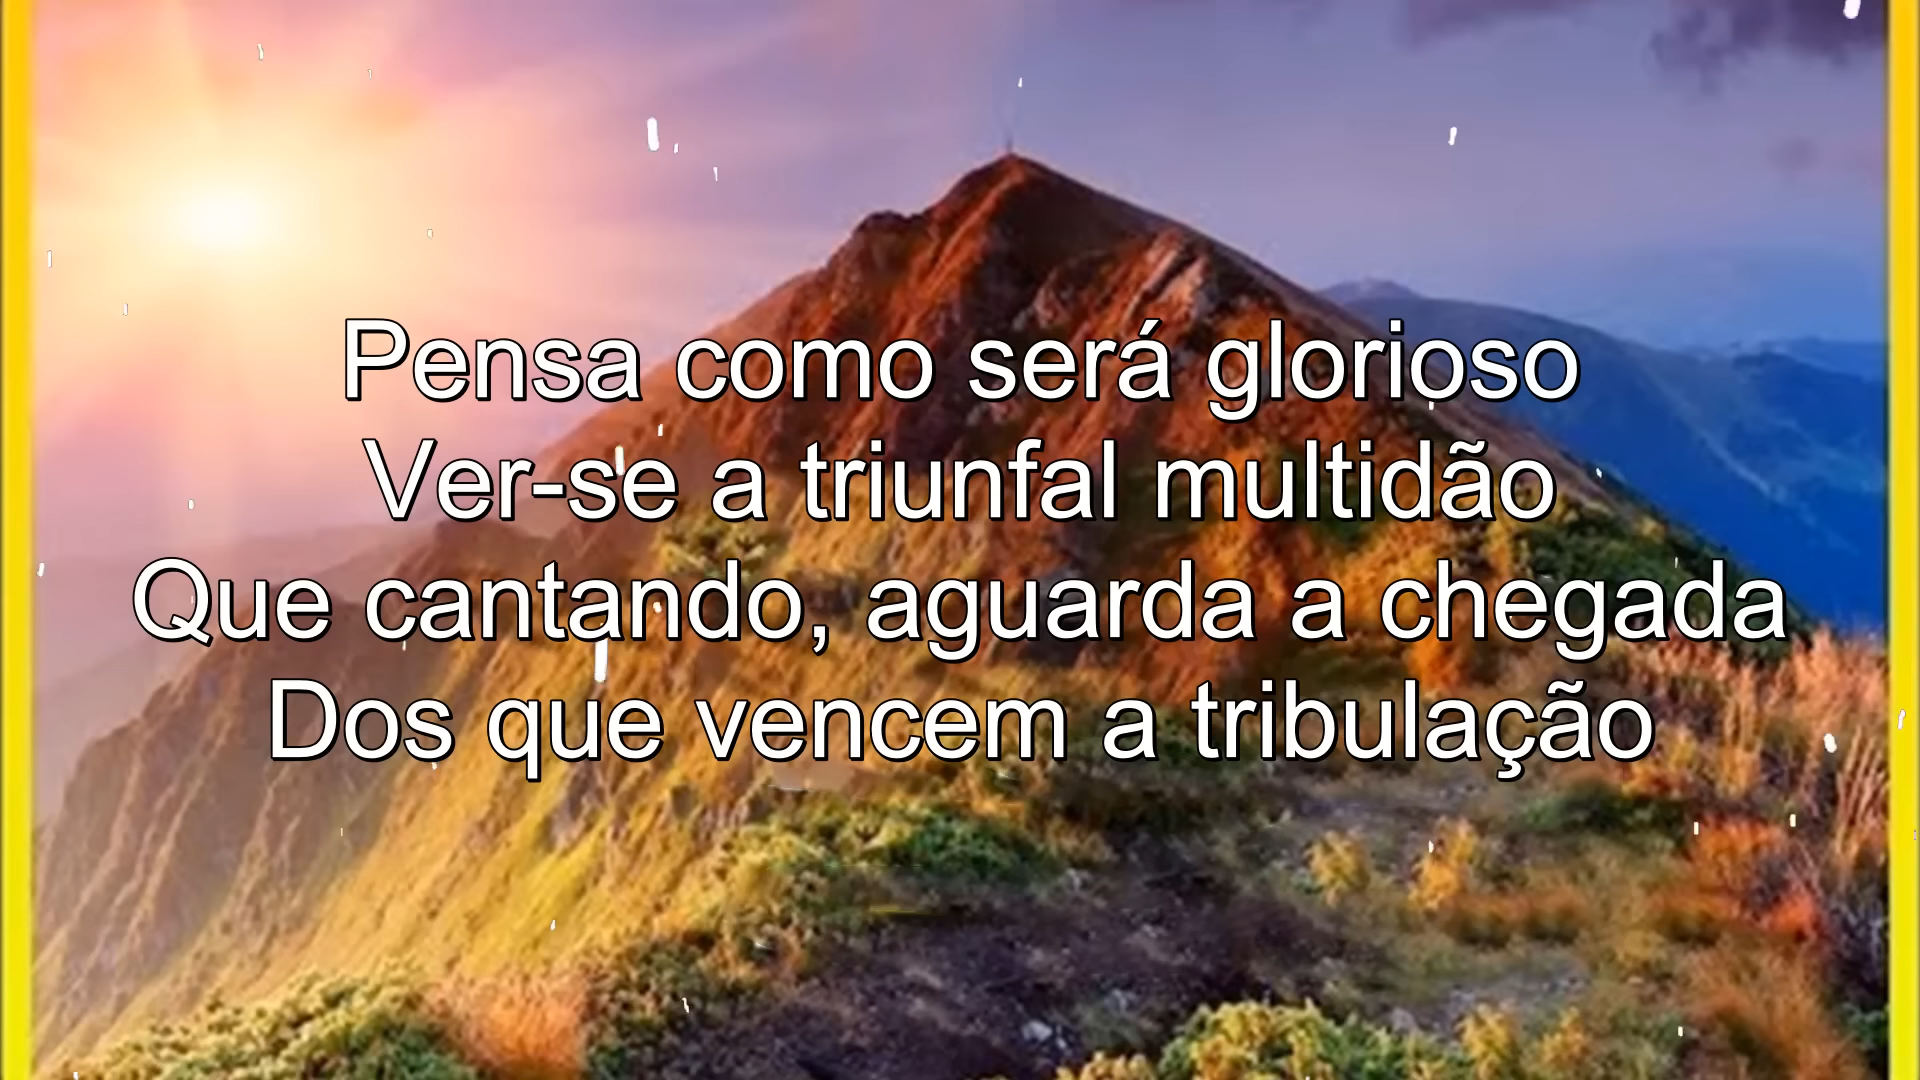 Pensa como será glorioso
Ver-se a triunfal multidão
Que cantando, aguarda a chegada
Dos que vencem a tribulação